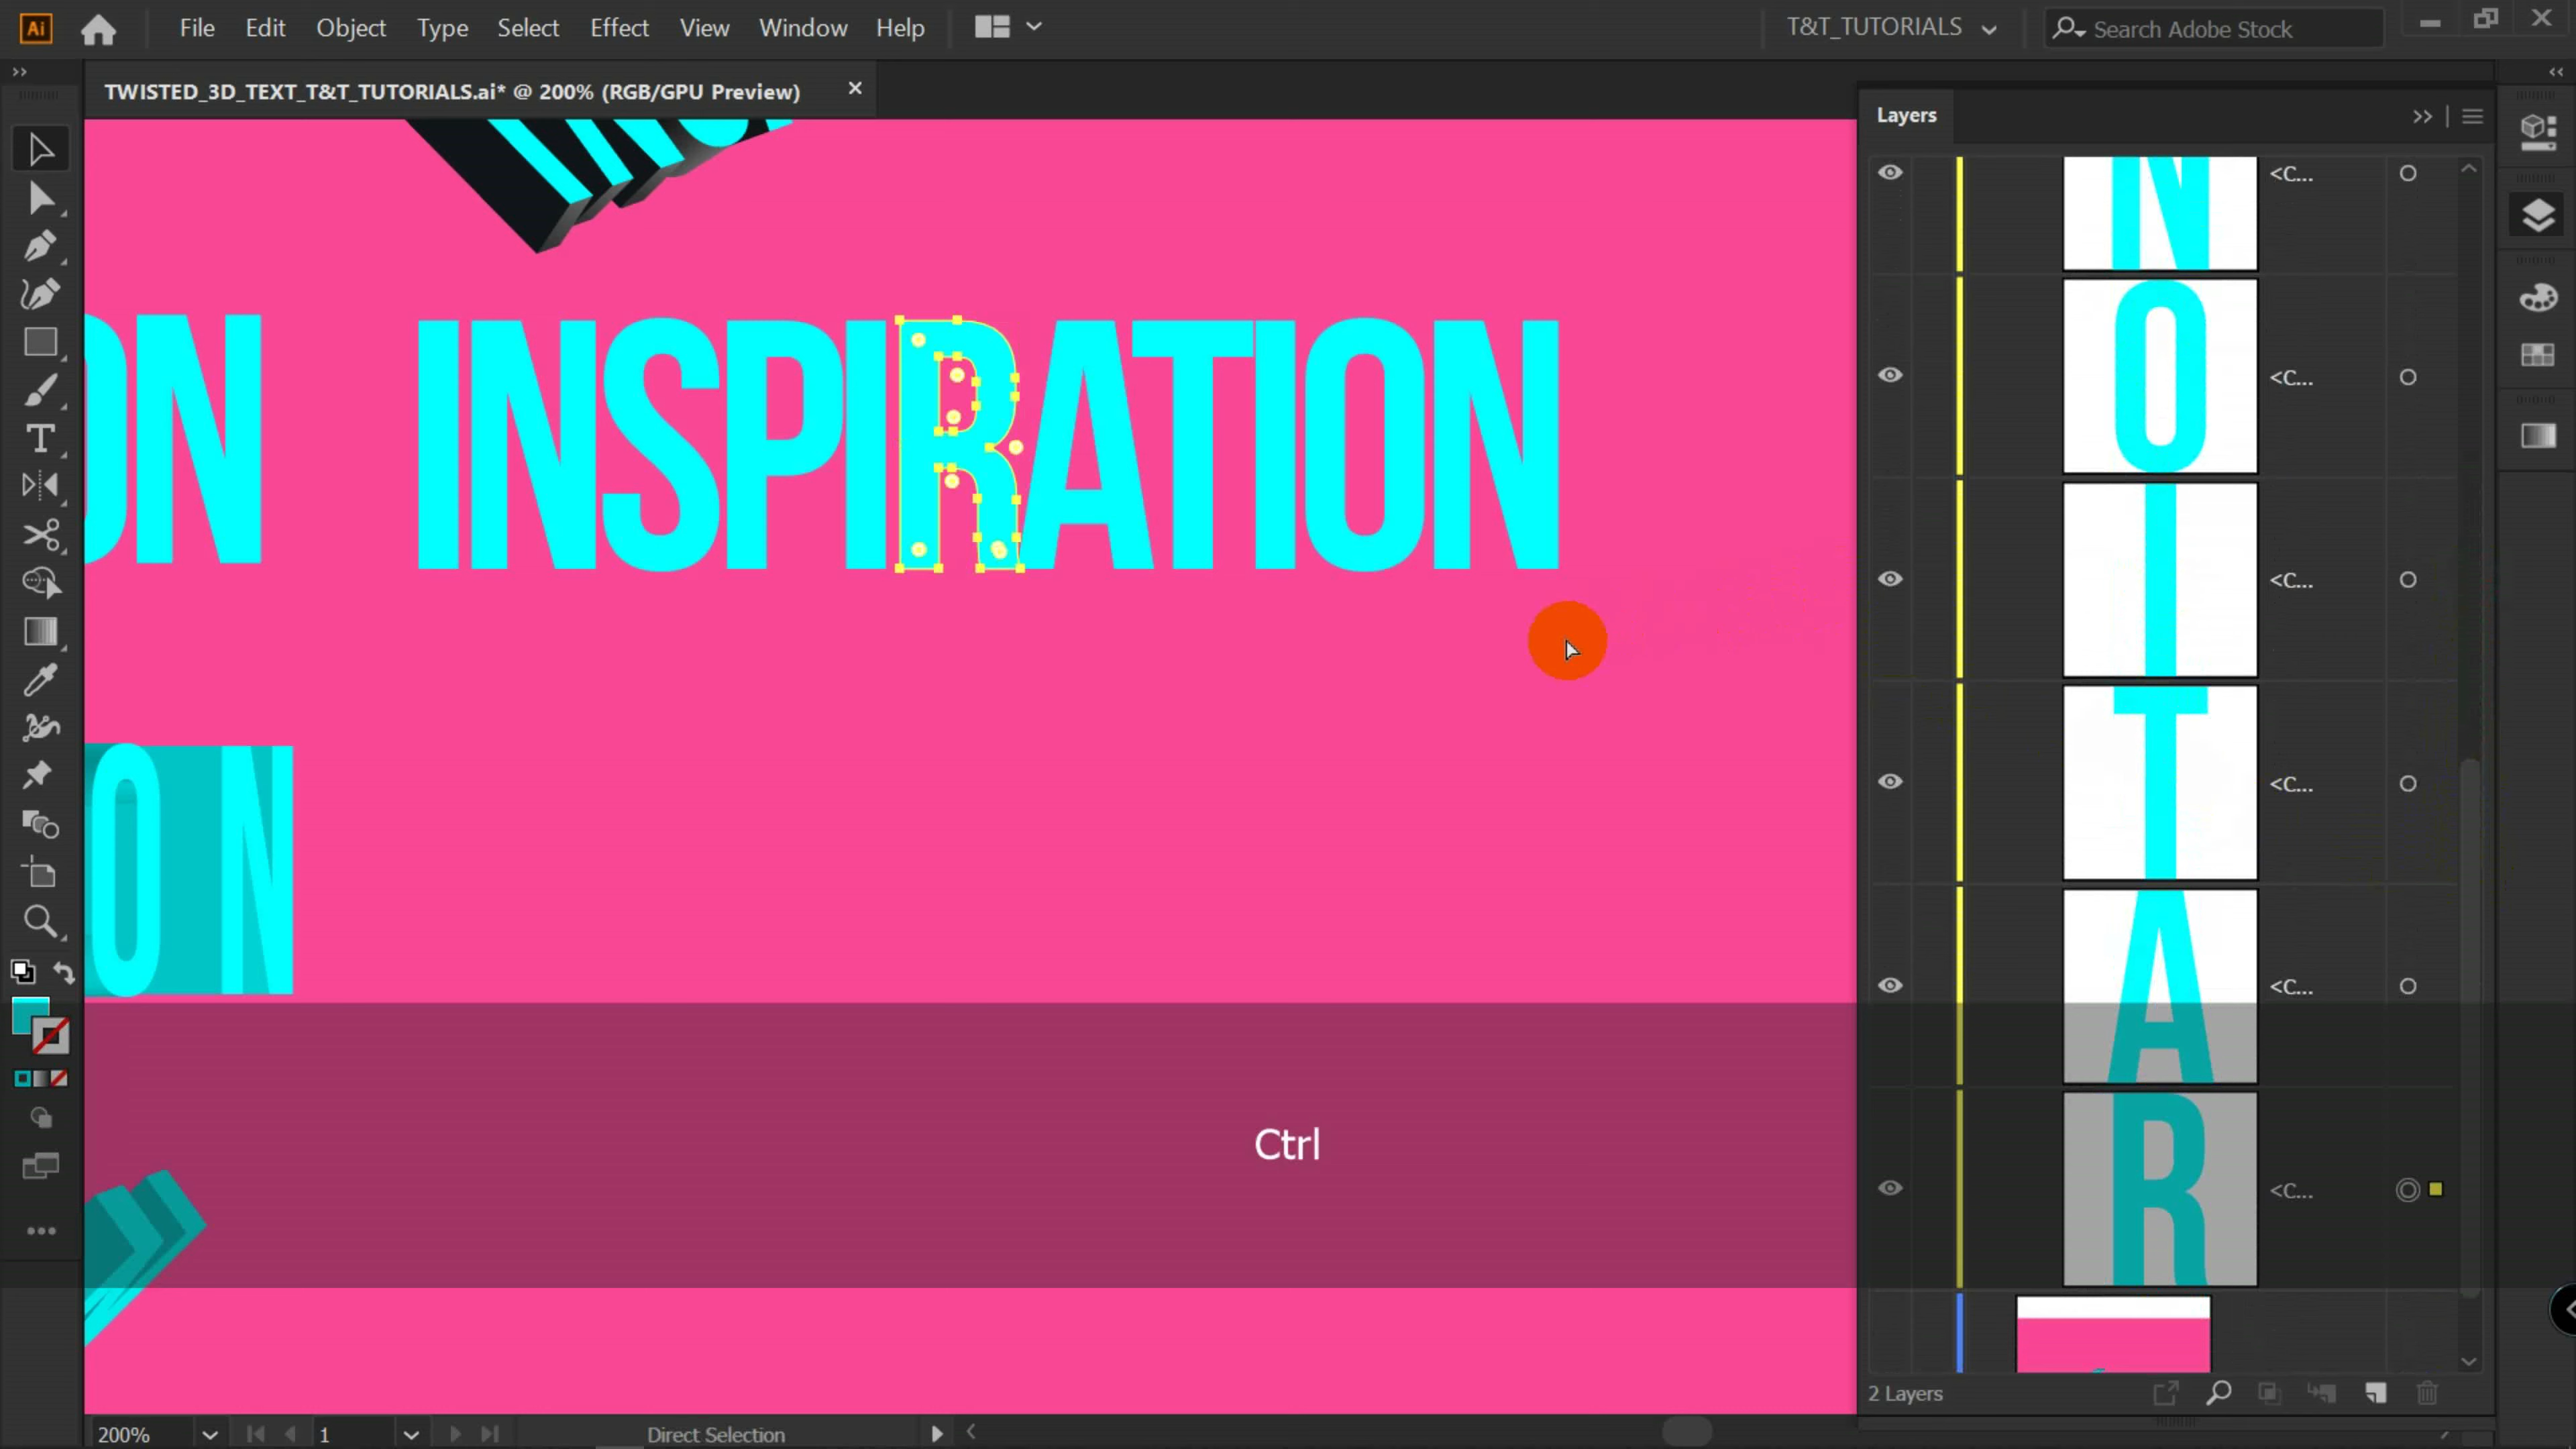 Ai File Edit Object Type Select Effect View Window Help T&T_TUTORIALS Search Adobe Stock
TWISTED_3D_TEXT_T&T_TUTORIALS.ai* @ 200% (RGB/GPU Preview)
Layers
N <C...
ON INSPIRATION
O <C...
I <C...
T <C...
ON
A <C...
Ctrl
R <C...
2 Layers
200% 1 Direct Selection